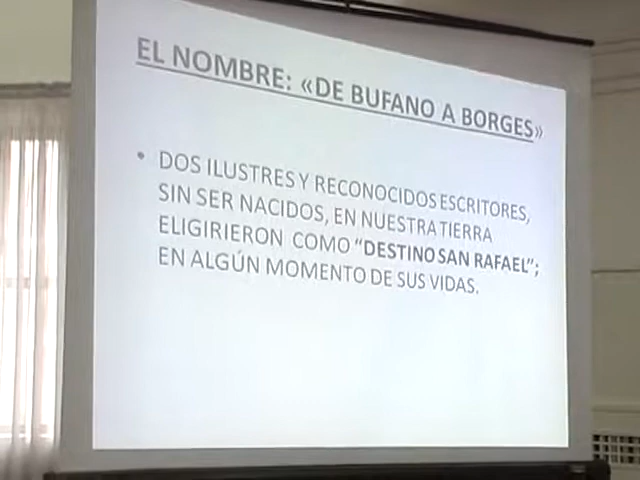 EL NOMBRE: «DE BUFANO A BORGES»
• DOS ILUSTRES Y RECONOCIDOS ESCRITORES,
SIN SER NACIDOS, EN NUESTRA TIERRA
ELIGIRIERON COMO "DESTINO SAN RAFAEL";
EN ALGÚN MOMENTO DE SUS VIDAS.